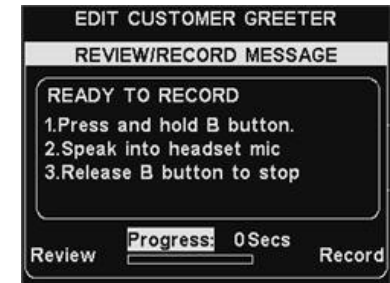 EDIT CUSTOMER GREETER
REVIEW/RECORD MESSAGE
READY TO RECORD
1.Press and hold B button.
2.Speak into headset mic
3.Release B button to stop
Progress: 0Secs
Review Record